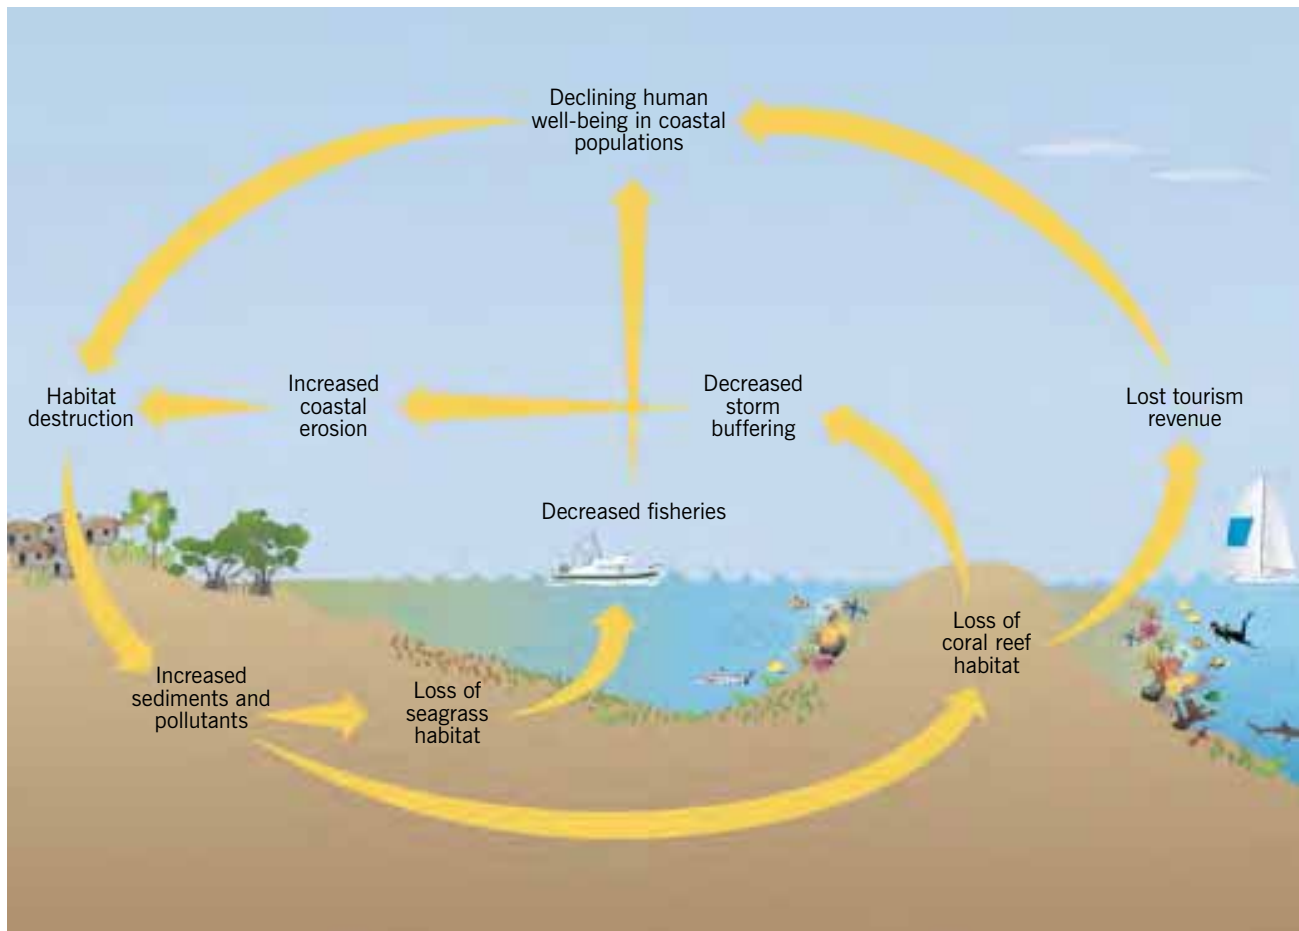 Declining human
well-being in coastal
populations
Habitat
destruction
Increased
coastal
erosion
Decreased
storm
buffering
Lost tourism
revenue
Decreased fisheries
Loss of
coral reef
habitat
Increased
sediments and
pollutants
Loss of
seagrass
habitat